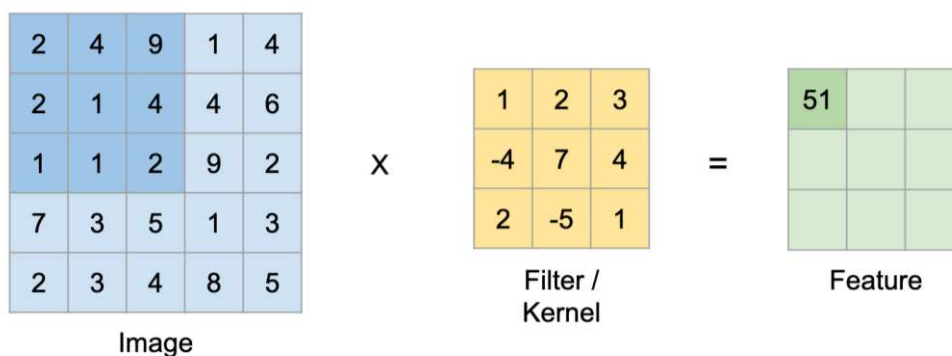 2 4 9 1 4
2 1 4 4 6
1 1 2 9 2
7 3 5 1 3
2 3 4 8 5
Image
X
1 2 3
-4 7 4
2 -5 1
Filter /
Kernel
=
51
Feature